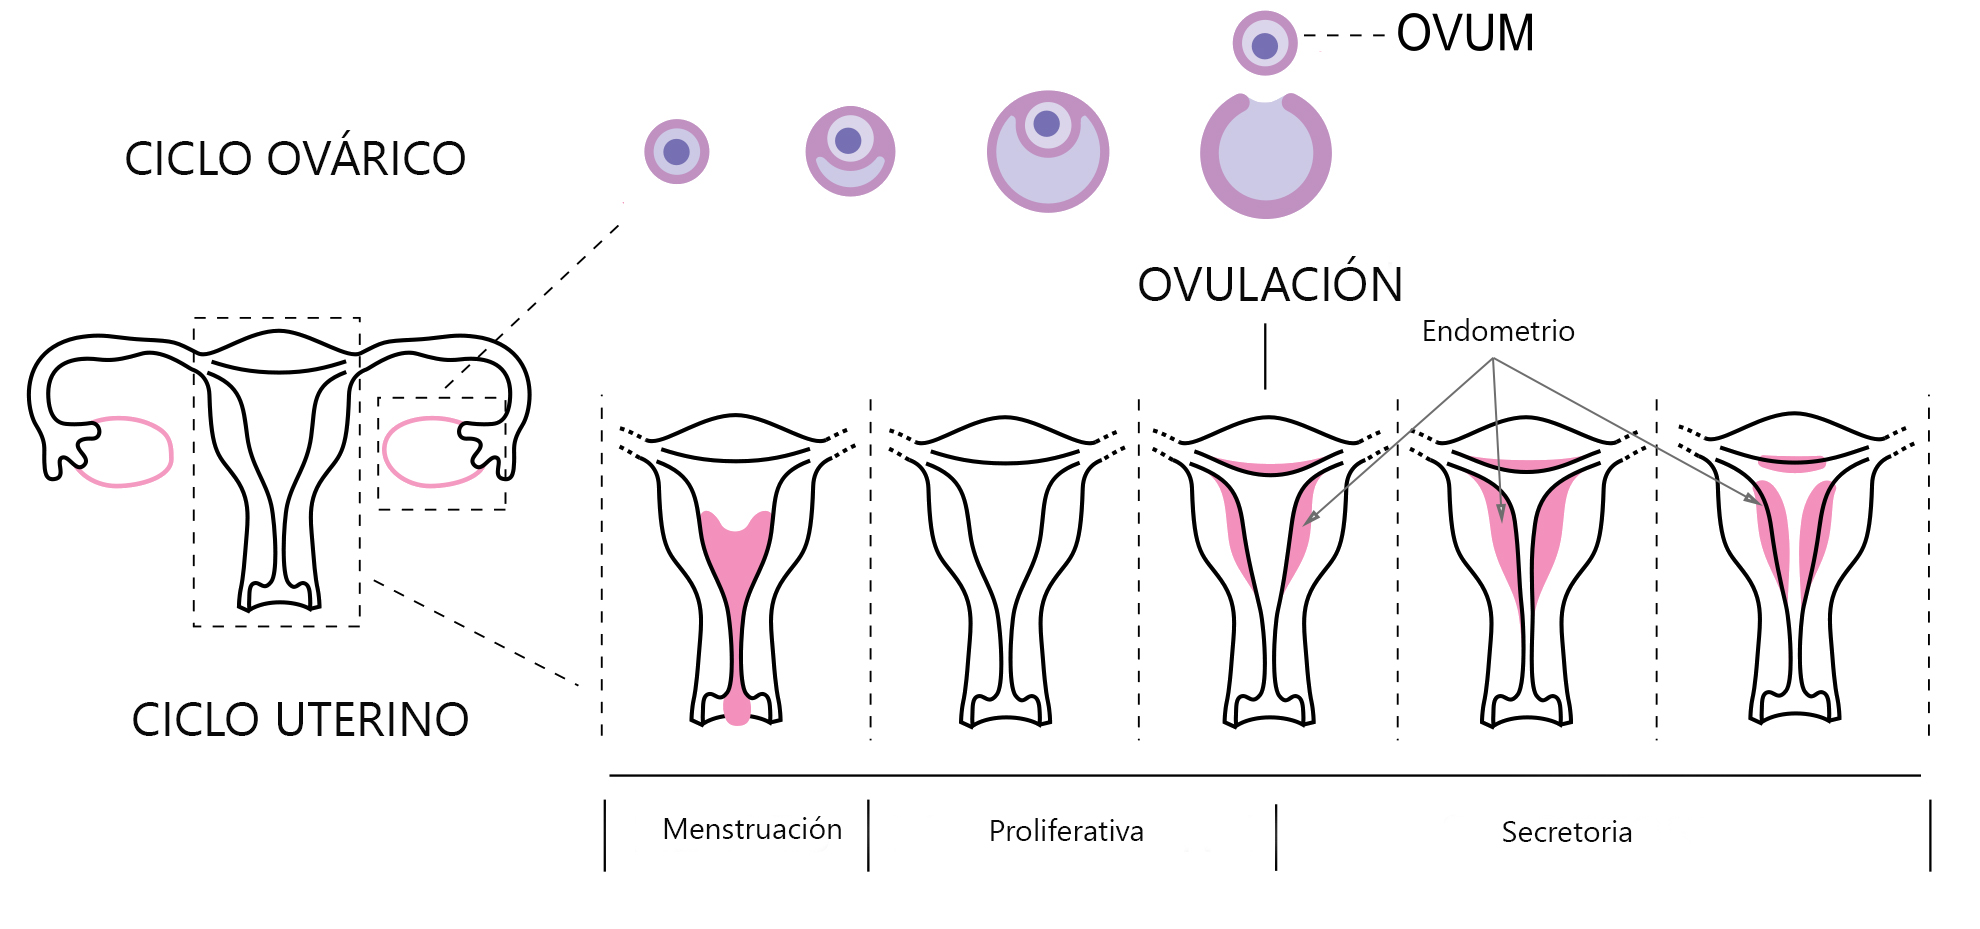 OVUM
CICLO OVÁRICO
OVULACIÓN
Endometrio
CICLO UTERINO
Menstruación
Proliferativa
Secretoria